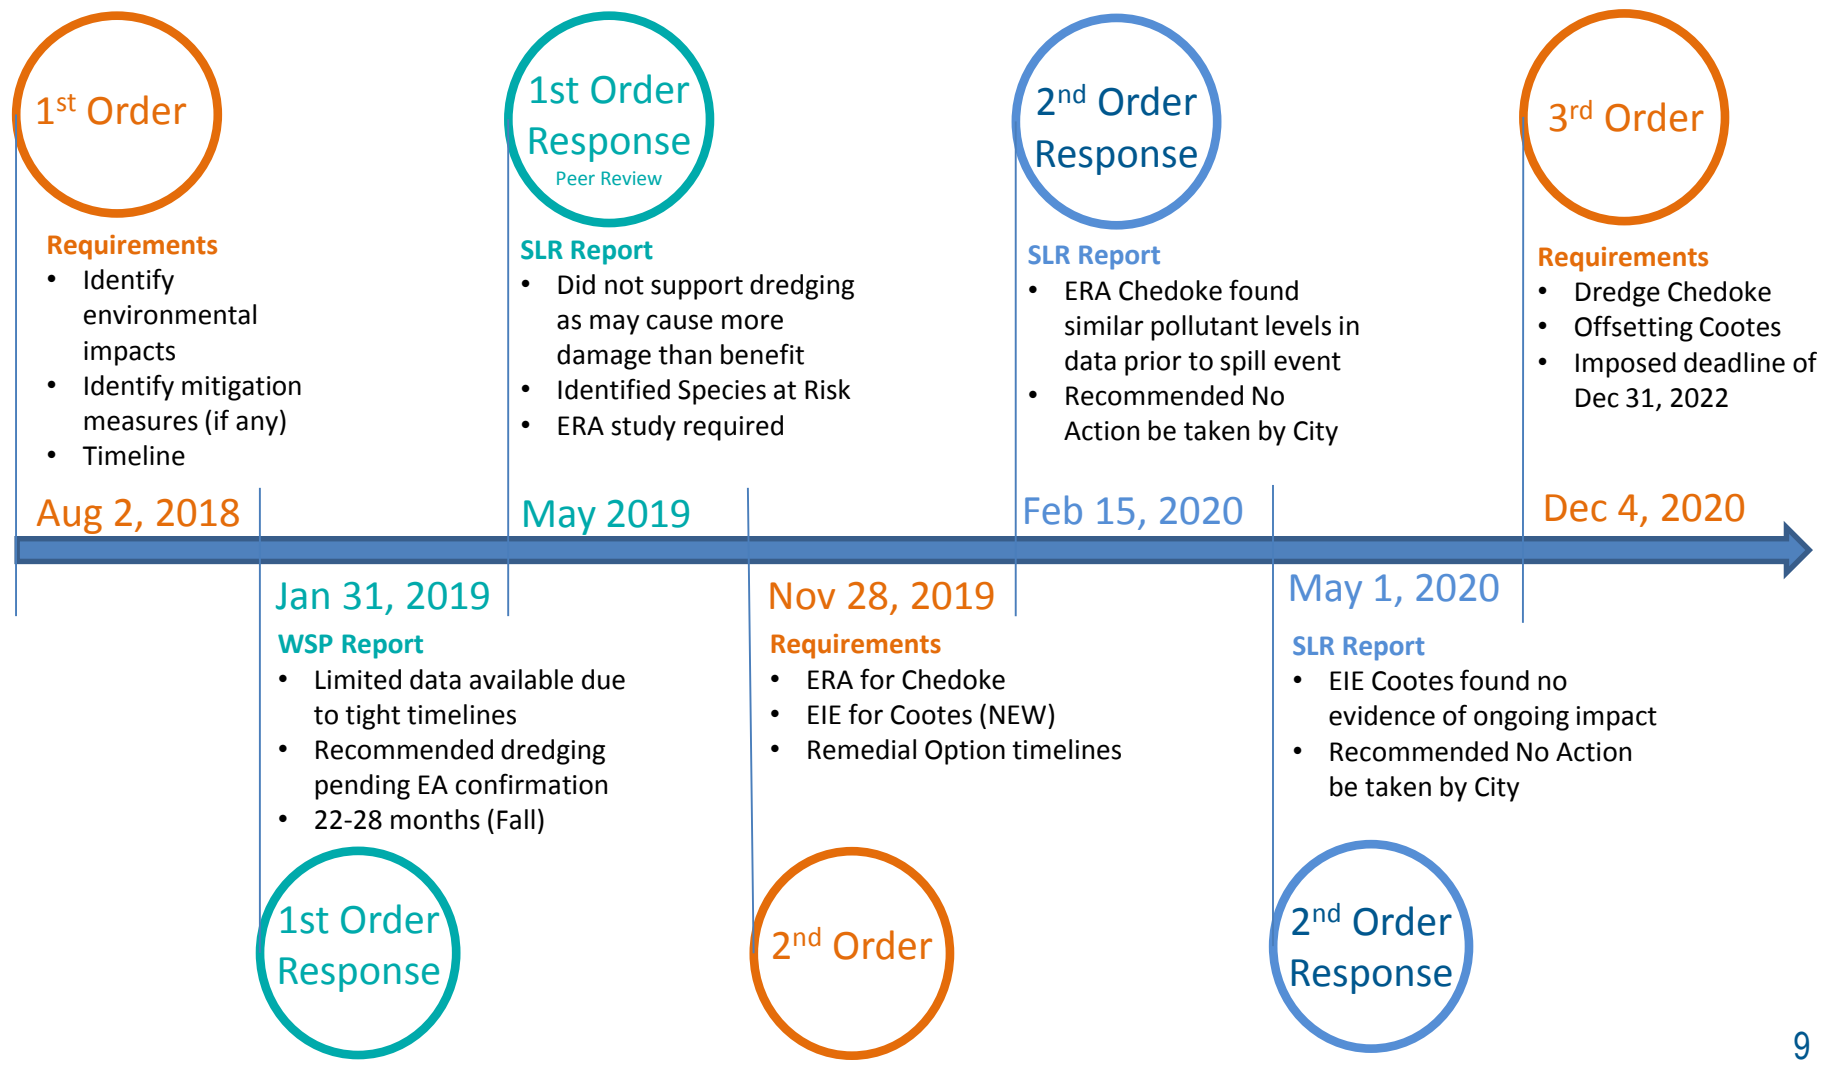 1st Order
Requirements
• Identify
environmental
impacts
• Identify mitigation
measures (if any)
• Timeline
Aug 2, 2018
Jan 31, 2019
WSP Report
• Limited data available due
to tight timelines
• Recommended dredging
pending EA confirmation
• 22-28 months (Fall)
1st Order
Response
1st Order
Response
Peer Review
SLR Report
• Did not support dredging
as may cause more
damage than benefit
• Identified Species at Risk
• ERA study required
May 2019
Nov 28, 2019
Requirements
• ERA for Chedoke
• EIE for Cootes (NEW)
• Remedial Option timelines
2nd Order
2nd Order
Response
SLR Report
• ERA Chedoke found
similar pollutant levels in
data prior to spill event
• Recommended No
Action be taken by City
Feb 15, 2020
May 1, 2020
SLR Report
• EIE Cootes found no
evidence of ongoing impact
• Recommended No Action
be taken by City
2nd Order
Response
3rd Order
Requirements
• Dredge Chedoke
• Offsetting Cootes
• Imposed deadline of
Dec 31, 2022
Dec 4, 2020
9